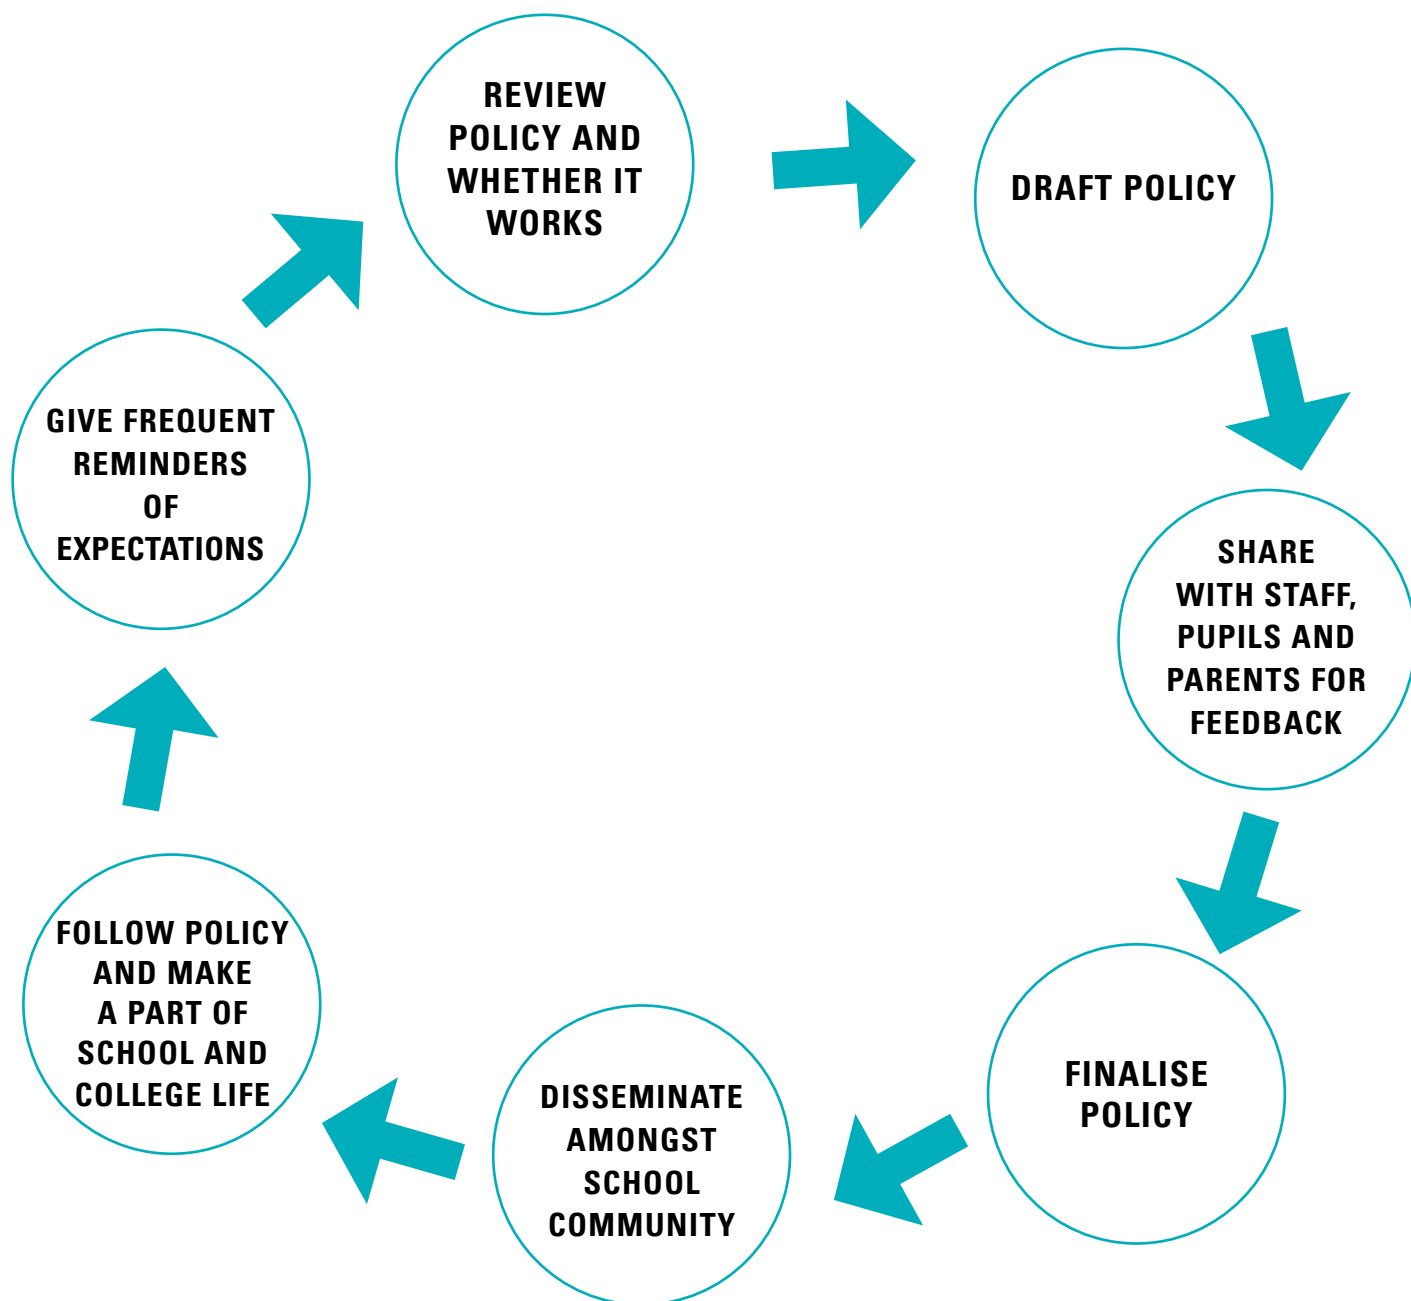 REVIEW
POLICY AND
WHETHER IT
WORKS
DRAFT POLICY
SHARE
WITH STAFF,
PUPILS AND
PARENTS FOR
FEEDBACK
FINALISE
POLICY
DISSEMINATE
AMONGST
SCHOOL
COMMUNITY
FOLLOW POLICY
AND MAKE
A PART OF
SCHOOL AND
COLLEGE LIFE
GIVE FREQUENT
REMINDERS
OF
EXPECTATIONS